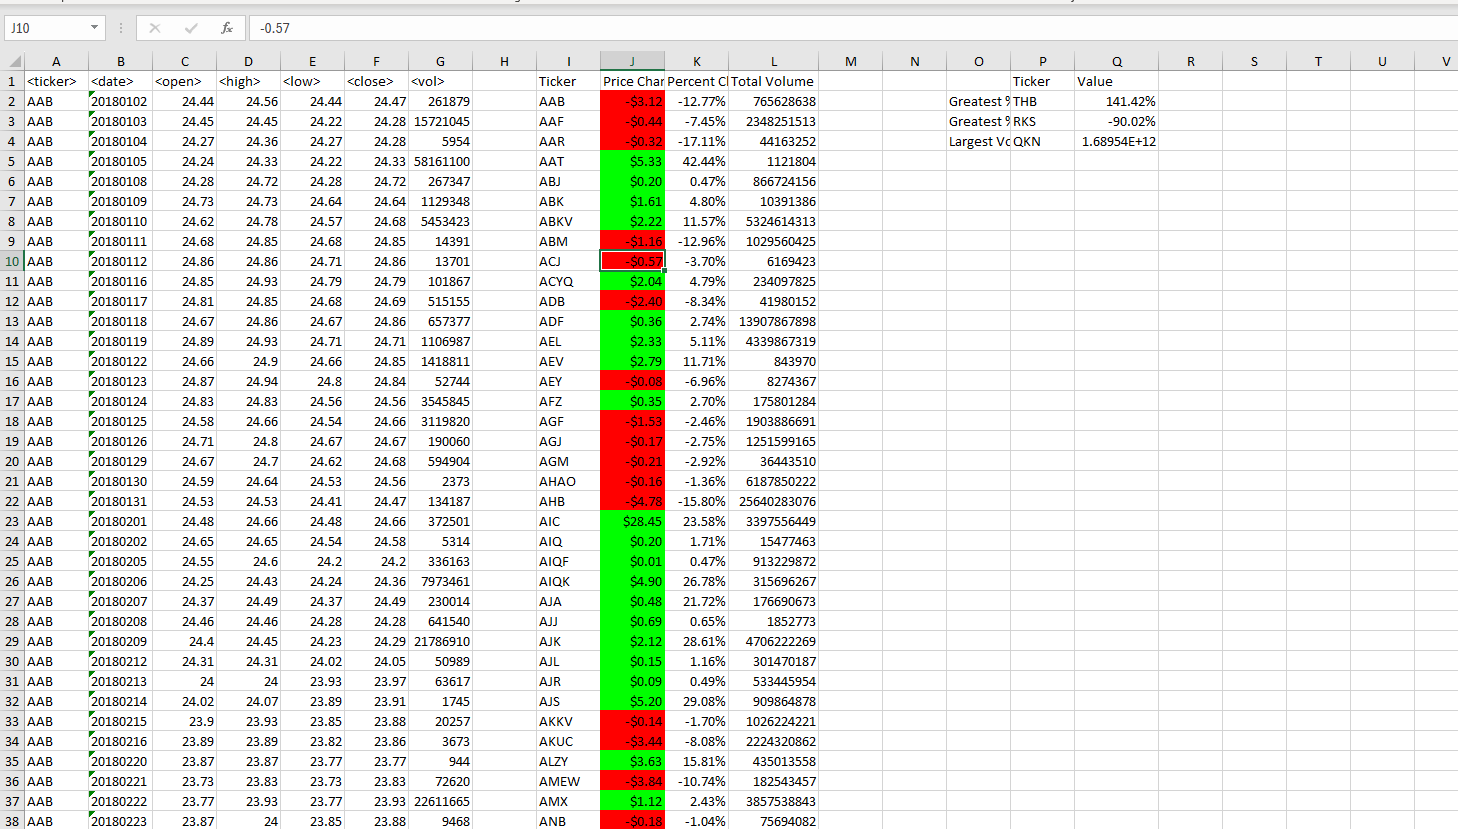 J10 fx -0.57
A B C D E F G H I J K L M N O P Q R S T U V
1 <ticker> <date> <open> <high> <low> <close> <vol> Ticker Price Char Percent Cl Total Volume Ticker Value
2 AAB 20180102 24.44 24.56 24.44 24.47 261879 AAB -$3.12 -12.77% 765628638 Greatest % THB 141.42%
3 AAB 20180103 24.45 24.45 24.22 24.28 15721045 AAF -$0.44 -7.45% 2348251513 Greatest % RKS -90.02%
4 AAB 20180104 24.27 24.36 24.27 24.28 5954 AAR -$0.32 -17.11% 44163252 Largest Vc QKN 1.68954E+12
5 AAB 20180105 24.24 24.33 24.22 24.33 58161100 AAT $5.33 42.44% 1121804
6 AAB 20180108 24.28 24.72 24.28 24.72 267347 ABJ $0.20 0.47% 866724156
7 AAB 20180109 24.73 24.73 24.64 24.64 1129348 ABK $1.61 4.80% 10391386
8 AAB 20180110 24.62 24.78 24.57 24.68 5453423 ABKV $2.22 11.57% 5324614313
9 AAB 20180111 24.68 24.85 24.68 24.85 14391 ABM -$1.16 -12.96% 1029560425
10 AAB 20180112 24.86 24.86 24.71 24.86 13701 ACJ -$0.57 -3.70% 6169423
11 AAB 20180116 24.85 24.93 24.79 24.79 101867 ACYQ $2.04 4.79% 234097825
12 AAB 20180117 24.81 24.85 24.68 24.69 515155 ADB -$2.40 -8.34% 41980152
13 AAB 20180118 24.67 24.86 24.67 24.86 657377 ADF $0.36 2.74% 13907867898
14 AAB 20180119 24.89 24.93 24.71 24.71 1106987 AEL $2.33 5.11% 4339867319
15 AAB 20180122 24.66 24.9 24.66 24.85 1418811 AEV $2.79 11.71% 843970
16 AAB 20180123 24.87 24.94 24.8 24.84 52744 AEY -$0.08 -6.96% 8274367
17 AAB 20180124 24.83 24.83 24.56 24.56 3545845 AFZ $0.35 2.70% 175801284
18 AAB 20180125 24.58 24.66 24.54 24.66 3119820 AGF -$1.53 -2.46% 1903886691
19 AAB 20180126 24.71 24.8 24.67 24.67 190060 AGJ -$0.17 -2.75% 1251599165
20 AAB 20180129 24.67 24.7 24.62 24.68 594904 AGM -$0.21 -2.92% 36443510
21 AAB 20180130 24.59 24.64 24.53 24.56 2373 AHAO -$0.16 -1.36% 6187850222
22 AAB 20180131 24.53 24.53 24.41 24.47 134187 AHB -$4.78 -15.80% 25640283076
23 AAB 20180201 24.48 24.66 24.48 24.66 372501 AIC $28.45 23.58% 3397556449
24 AAB 20180202 24.65 24.65 24.54 24.58 5314 AIQ $0.20 1.71% 15477463
25 AAB 20180205 24.55 24.6 24.2 24.2 336163 AIQF $0.01 0.47% 913229872
26 AAB 20180206 24.25 24.43 24.24 24.36 7973461 AIQK $4.90 26.78% 315696267
27 AAB 20180207 24.37 24.49 24.37 24.49 230014 AJA $0.48 21.72% 176690673
28 AAB 20180208 24.46 24.46 24.28 24.28 641540 AJJ $0.69 0.65% 1852773
29 AAB 20180209 24.4 24.45 24.23 24.29 21786910 AJK $2.12 28.61% 4706222269
30 AAB 20180212 24.31 24.31 24.02 24.05 50989 AJL $0.15 1.16% 301470187
31 AAB 20180213 24 24 23.93 23.97 63617 AJR $0.09 0.49% 533445954
32 AAB 20180214 24.02 24.07 23.89 23.91 1745 AJS $5.20 29.08% 909864878
33 AAB 20180215 23.9 23.93 23.85 23.88 20257 AKKV -$0.14 -1.70% 1026224221
34 AAB 20180216 23.89 23.89 23.82 23.86 3673 AKUC -$3.44 -8.08% 2224320862
35 AAB 20180220 23.87 23.87 23.77 23.77 944 ALZY $3.63 15.81% 435013558
36 AAB 20180221 23.73 23.83 23.73 23.83 72620 AMEW -$3.84 -10.74% 182543457
37 AAB 20180222 23.77 23.93 23.77 23.93 22611665 AMX $1.12 2.43% 3857538843
38 AAB 20180223 23.87 24 23.85 23.88 9468 ANB -$0.18 -1.04% 75694082